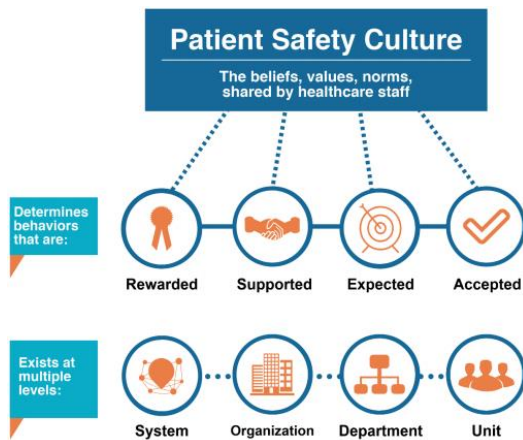 Patient Safety Culture
The beliefs, values, norms,
shared by healthcare staff
Determines
behaviors
that are:
Rewarded
Supported
Expected
Accepted
Exists at
multiple
levels:
System
Organization
Department
Unit